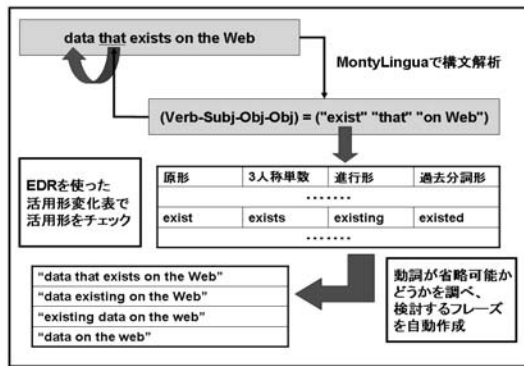 data that exists on the Web
MontyLinguaで構文解析
(Verb-Subj-Obj-Obj) = ("exist" "that" "on Web")
EDRを使った
活用形変化表で
活用形をチェック
原形 3人称単数 進行形 過去分詞形
‥‥‥‥
exist exists existing existed
‥‥‥‥
"data that exists on the Web"
"data existing on the Web"
"existing data on the web"
"data on the web"
動詞が省略可能か
どうかを調べ、
検討するフレーズ
を自動作成